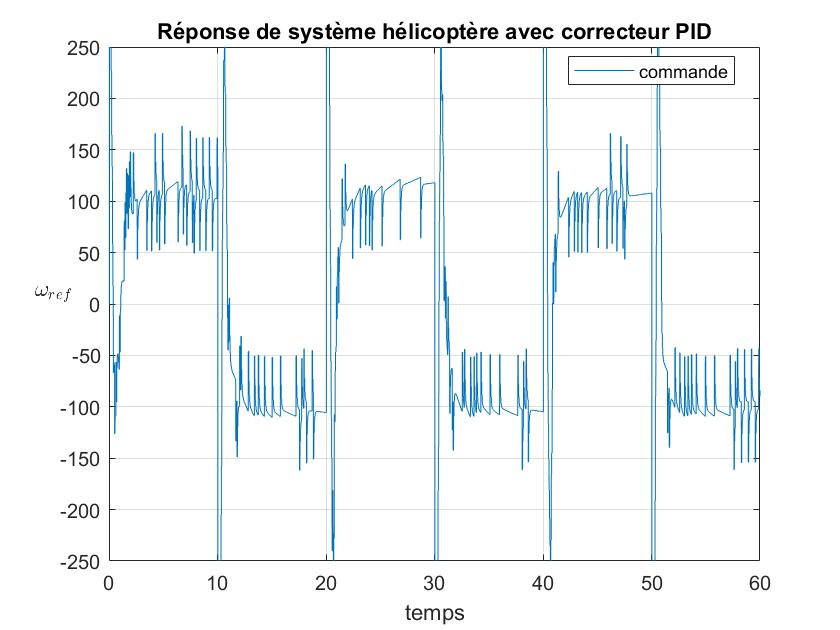 Réponse de système hélicoptère avec correcteur PID
commande
250
200
150
100
50
0
-50
-100
-150
-200
-250
ω_ref
0 10 20 30 40 50 60
temps